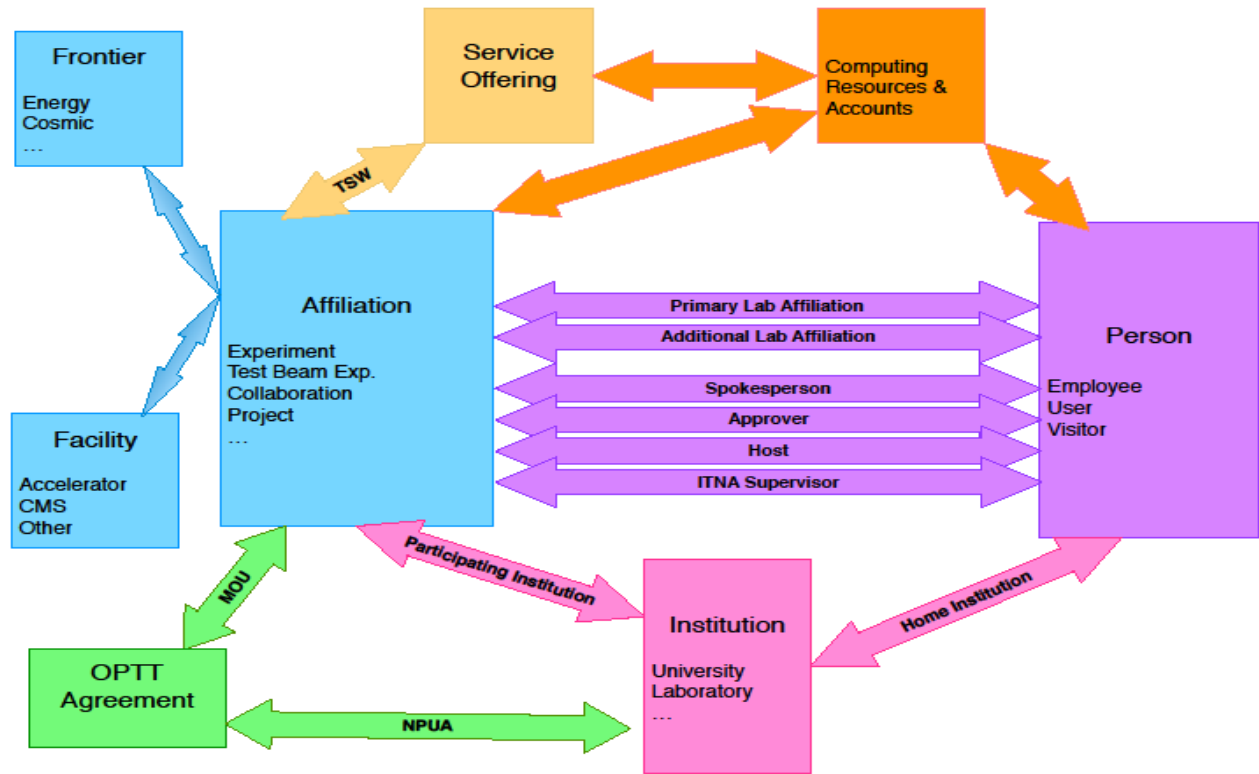 Frontier
Energy
Cosmic
...
Service
Offering
Computing
Resources &
Accounts
TSW
Affiliation
Experiment
Test Beam Exp.
Collaboration
Project
...
Primary Lab Affiliation
Additional Lab Affiliation
Spokesperson
Approver
Host
ITNA Supervisor
Person
Employee
User
Visitor
Facility
Accelerator
CMS
Other
MOU
Participating Institution
Home Institution
Institution
University
Laboratory
...
OPTT
Agreement
NPUA